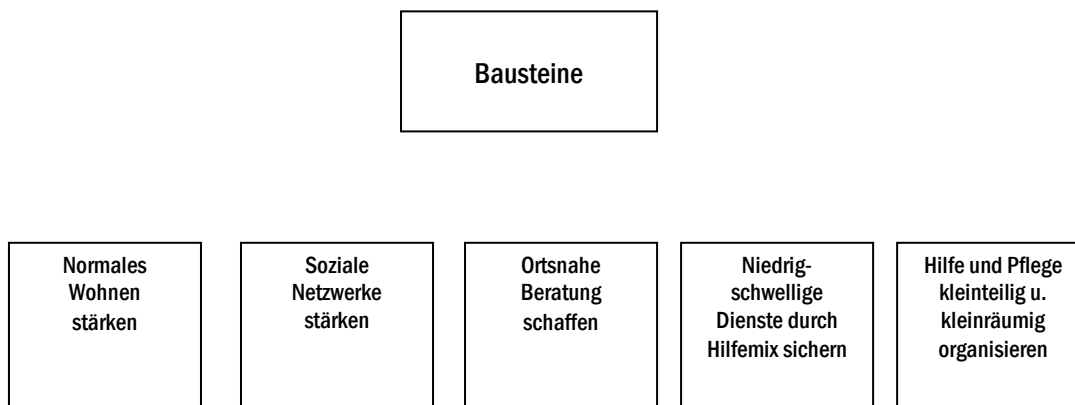 Bausteine
Normales
Wohnen
stärken
Soziale
Netzwerke
stärken
Ortsnahe
Beratung
schaffen
Niedrig-
schwellige
Dienste durch
Hilfemix sichern
Hilfe und Pflege
kleinteilig u.
kleinräumig
organisieren